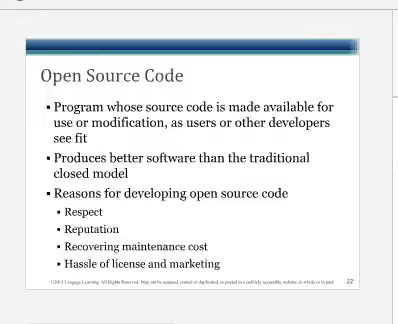 Open Source Code
▪ Program whose source code is made available for
use or modification, as users or other developers
see fit
▪ Produces better software than the traditional
closed model
▪ Reasons for developing open source code
▪ Respect
▪ Reputation
▪ Recovering maintenance cost
▪ Hassle of license and marketing
©2015 Cengage Learning. All Rights Reserved. May not be scanned, copied or duplicated, or posted to a publicly accessible website, in whole or in part. 22